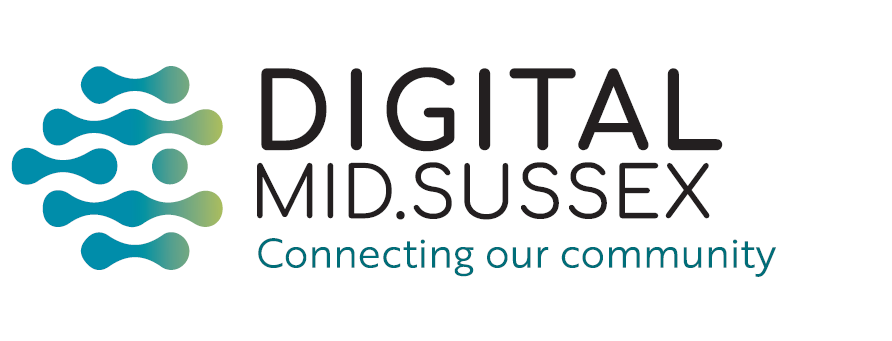 DIGITAL
MID.SUSSEX
Connecting our community